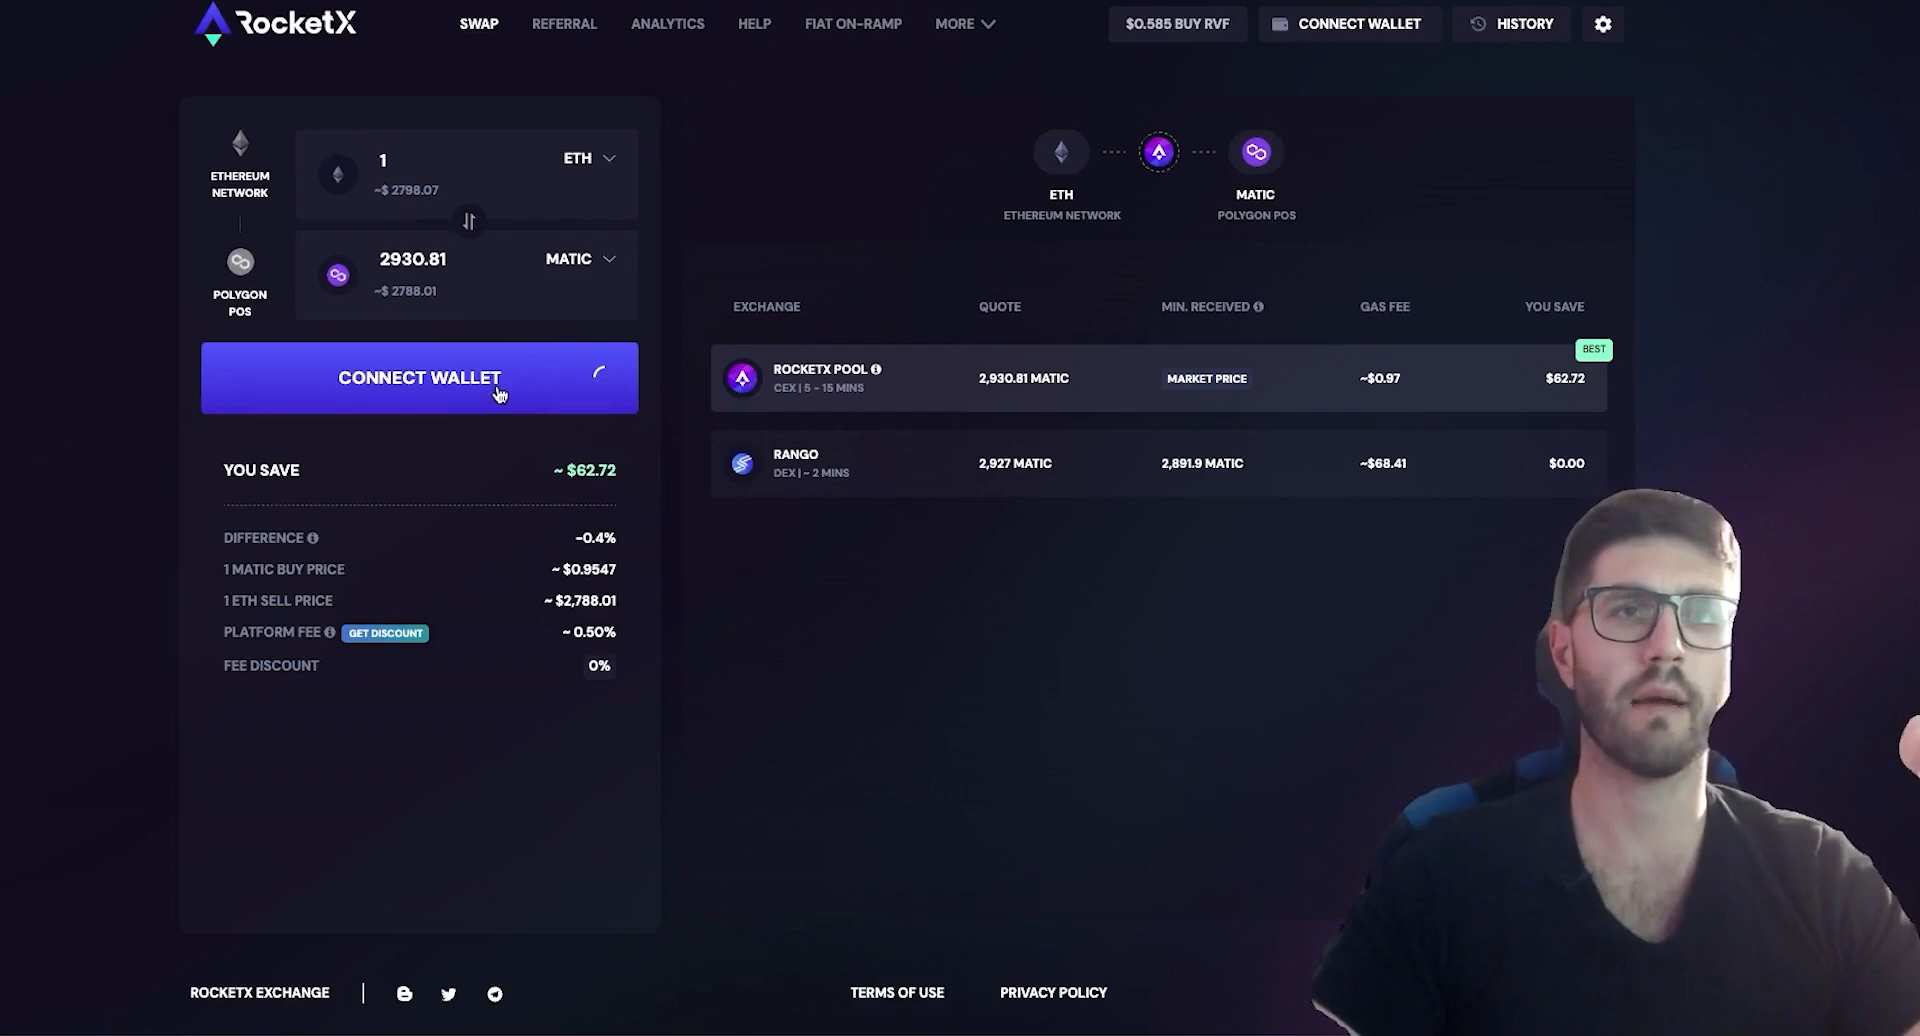 RocketX
SWAP
REFERRAL
ANALYTICS
HELP
FIAT ON-RAMP
MORE
$0.585 BUY RVF
CONNECT WALLET
HISTORY
ETHEREUM
NETWORK
1
ETH
~$ 2798.07
POLYGON
POS
2930.81
MATIC
~$ 2788.01
CONNECT WALLET
YOU SAVE
~ $62.72
DIFFERENCE
-0.4%
1 MATIC BUY PRICE
~ $0.9547
1 ETH SELL PRICE
~ $2,788.01
PLATFORM FEE
GET DISCOUNT
~ 0.50%
FEE DISCOUNT
0%
ETH
ETHEREUM NETWORK
MATIC
POLYGON POS
EXCHANGE
QUOTE
MIN. RECEIVED
GAS FEE
YOU SAVE
BEST
ROCKETX POOL
CEX | 5 - 15 MINS
2,930.81 MATIC
MARKET PRICE
~$0.97
$62.72
RANGO
DEX | ~ 2 MINS
2,927 MATIC
2,891.9 MATIC
~$68.41
$0.00
ROCKETX EXCHANGE
TERMS OF USE
PRIVACY POLICY